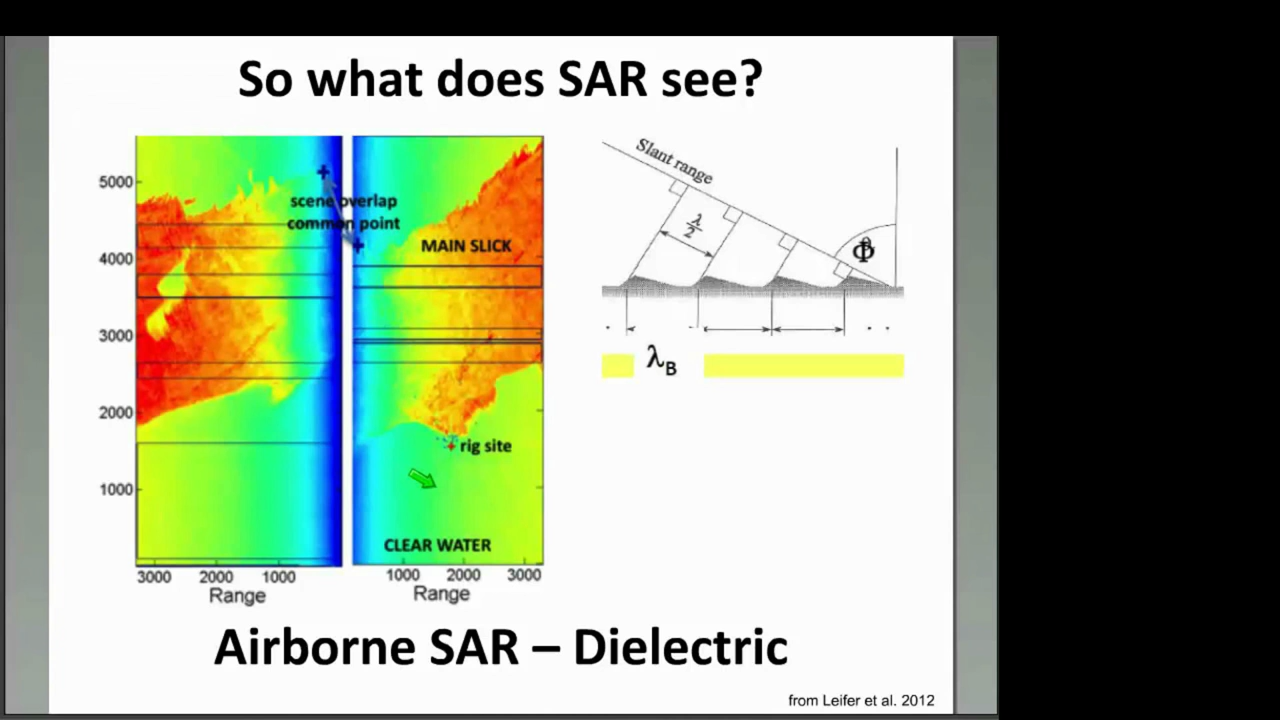 So what does SAR see?
5000
4000
3000
2000
1000
scene overlap
common point
MAIN SLICK
rig site
CLEAR WATER
3000 2000 1000
Range
1000 2000 3000
Range
Slant range
λ/2
Φ
λB
Airborne SAR – Dielectric
from Leifer et al. 2012